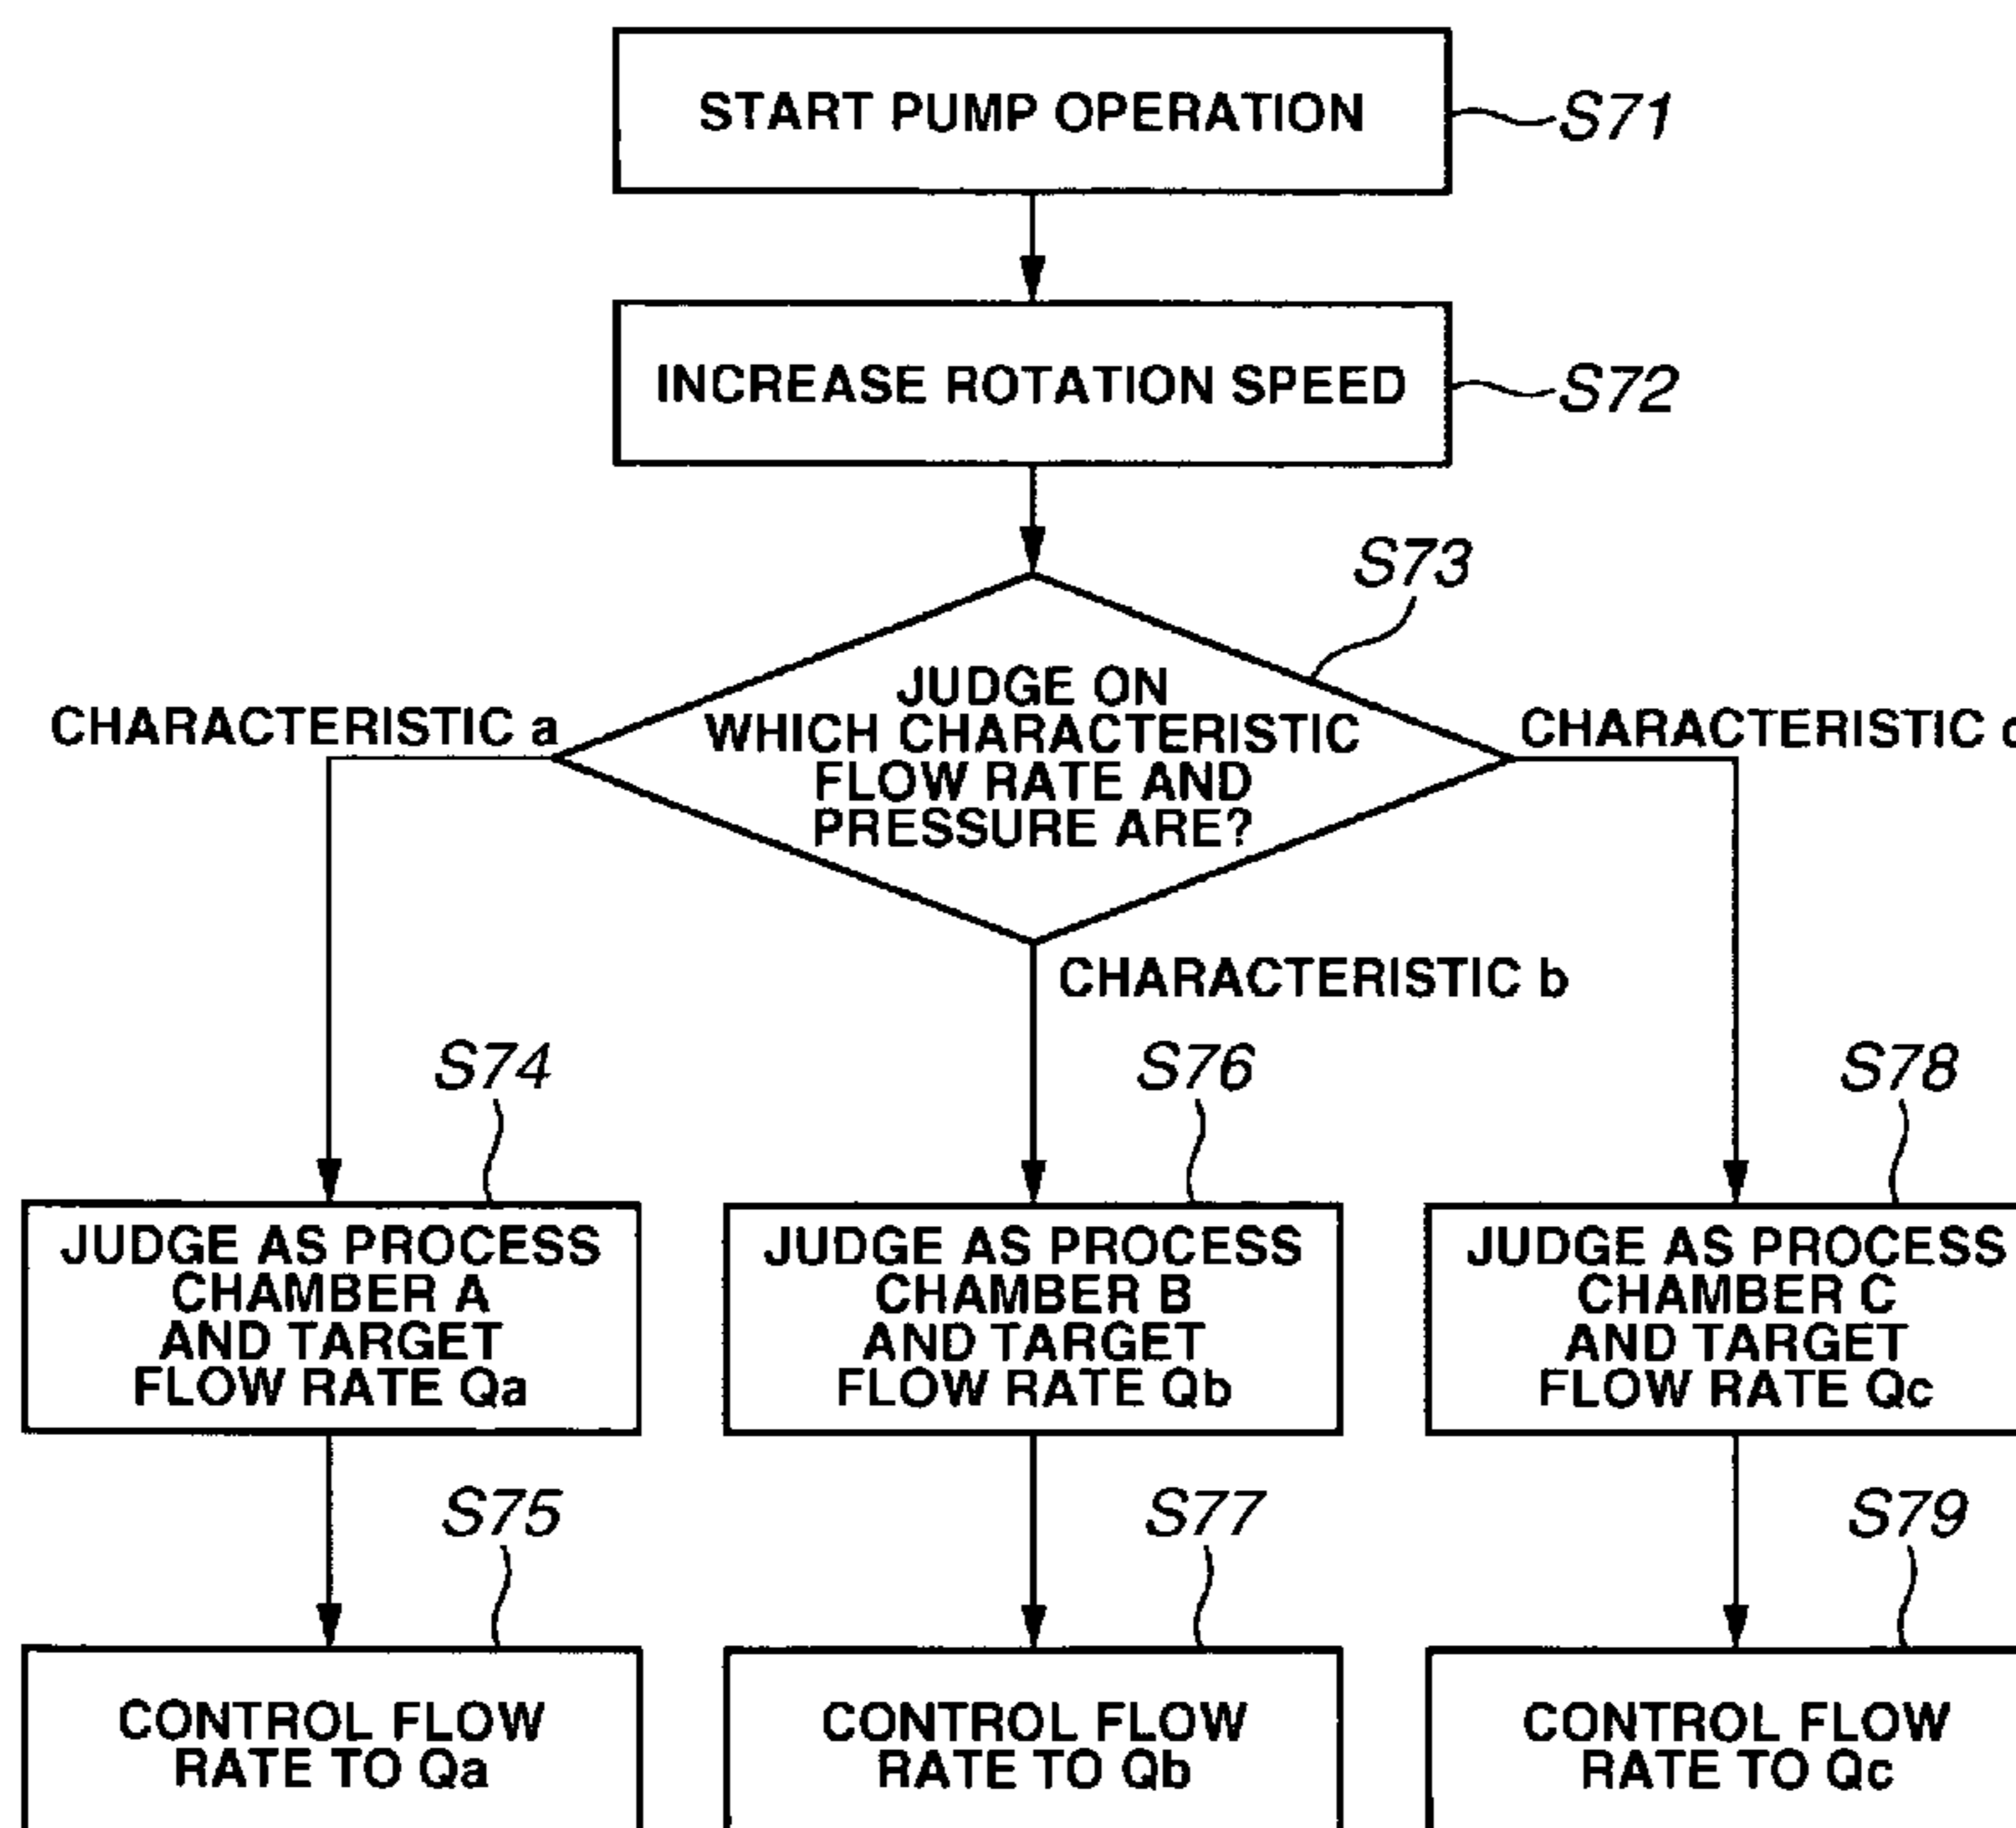 START PUMP OPERATION
S71
INCREASE ROTATION SPEED
S72
S73
JUDGE ON
WHICH CHARACTERISTIC
FLOW RATE AND
PRESSURE ARE?
CHARACTERISTIC a
CHARACTERISTIC
CHARACTERISTIC b
S74
JUDGE AS PROCESS
CHAMBER A
AND TARGET
FLOW RATE Qa
S76
JUDGE AS PROCESS
CHAMBER B
AND TARGET
FLOW RATE Qb
S78
JUDGE AS PROCESS
CHAMBER C
AND TARGET
FLOW RATE Qc
S75
CONTROL FLOW
RATE TO Qa
S77
CONTROL FLOW
RATE TO Qb
S79
CONTROL FLOW
RATE TO Qc